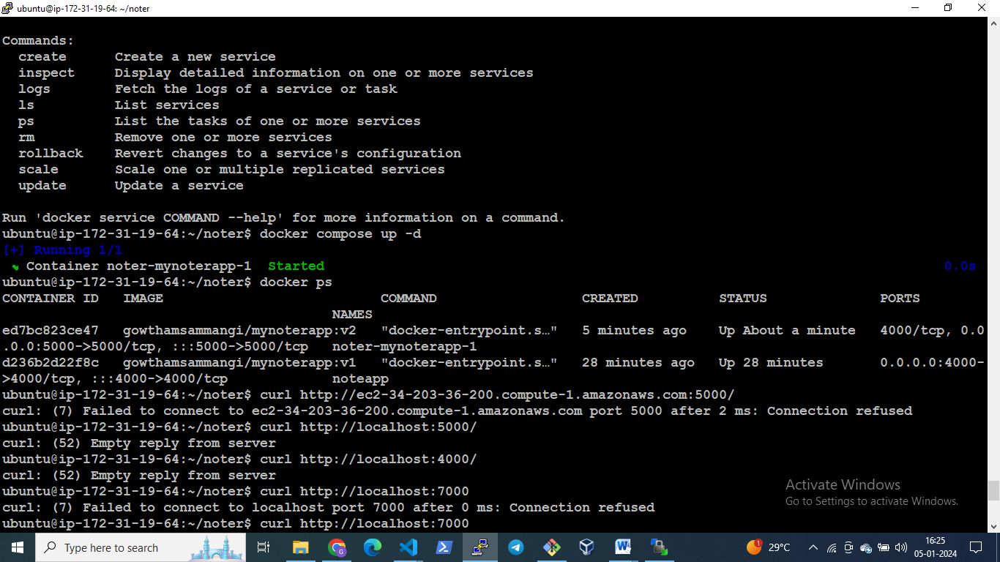 ubuntu@ip-172-31-19-64: ~/noter
Commands:
create Create a new service
inspect Display detailed information on one or more services
logs Fetch the logs of a service or task
ls List services
ps List the tasks of one or more services
rm Remove one or more services
rollback Revert changes to a service's configuration
scale Scale one or multiple replicated services
update Update a service
Run 'docker service COMMAND --help' for more information on a command.
ubuntu@ip-172-31-19-64:~/noter$ docker compose up -d
[+] Running 1/1
✔ Container noter-mynoterapp-1 Started 0.0s
ubuntu@ip-172-31-19-64:~/noter$ docker ps
CONTAINER ID IMAGE COMMAND CREATED STATUS PORTS
NAMES
ed7bc823ce47 gowthamsammangi/mynoterapp:v2 "docker-entrypoint.s…" 5 minutes ago Up About a minute 4000/tcp, 0.0
.0.0:5000->5000/tcp, :::5000->5000/tcp noter-mynoterapp-1
d236b2d22f8c gowthamsammangi/mynoterapp:v1 "docker-entrypoint.s…" 28 minutes ago Up 28 minutes 0.0.0.0:4000-
>4000/tcp, :::4000->4000/tcp noteapp
ubuntu@ip-172-31-19-64:~/noter$ curl http://ec2-34-203-36-200.compute-1.amazonaws.com:5000/
curl: (7) Failed to connect to ec2-34-203-36-200.compute-1.amazonaws.com port 5000 after 2 ms: Connection refused
ubuntu@ip-172-31-19-64:~/noter$ curl http://localhost:5000/
curl: (52) Empty reply from server
ubuntu@ip-172-31-19-64:~/noter$ curl http://localhost:4000/
curl: (52) Empty reply from server
ubuntu@ip-172-31-19-64:~/noter$ curl http://localhost:7000
curl: (7) Failed to connect to localhost port 7000 after 0 ms: Connection refused
ubuntu@ip-172-31-19-64:~/noter$ curl http://localhost:7000
Activate Windows
Go to Settings to activate Windows.
Type here to search
29°C
16:25
05-01-2024